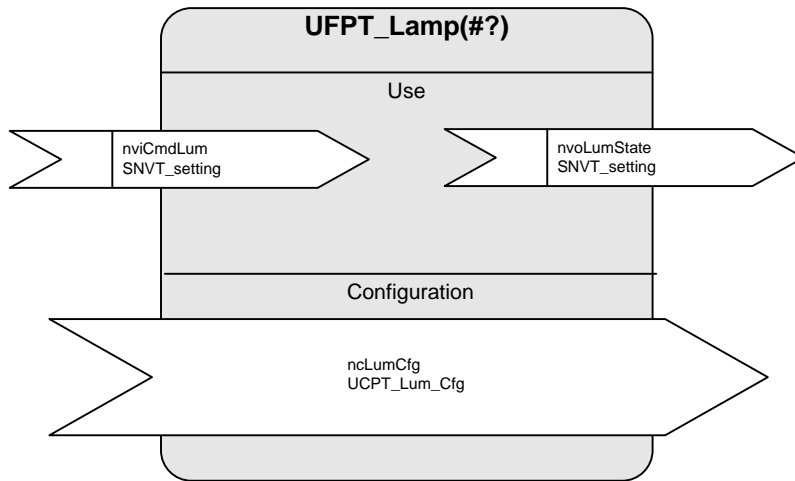 UFPT_Lamp(#?)
Use
nviCmdLum
SNVT_setting
nvoLumState
SNVT_setting
Configuration
ncLumCfg
UCPT_Lum_Cfg